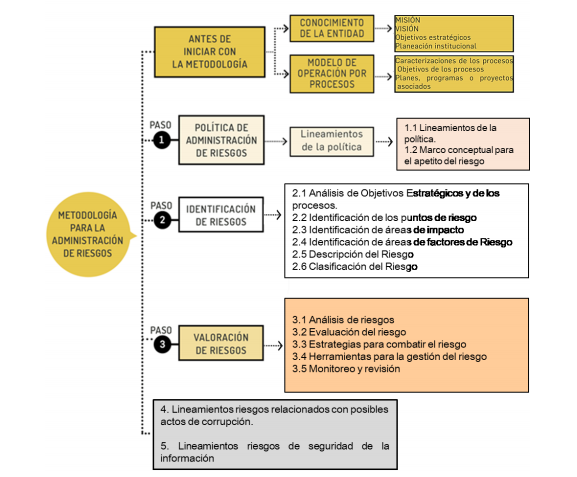 ANTES DE
INICIAR CON
LA METODOLOGÍA
CONOCIMIENTO
DE LA ENTIDAD
MISIÓN
VISIÓN
Objetivos estratégicos
Planeación institucional
MODELO DE
OPERACIÓN POR
PROCESOS
Caracterizaciones de los procesos
Objetivos de los procesos
Planes, programas o proyectos
asociados
METODOLOGÍA
PARA LA
ADMINISTRACIÓN
DE RIESGOS
PASO
1
POLÍTICA DE
ADMINISTRACIÓN
DE RIESGOS
Lineamientos
de la política
1.1 Lineamientos de la
política.
1.2 Marco conceptual para
el apetito del riesgo
PASO
2
IDENTIFICACIÓN
DE RIESGOS
2.1 Análisis de Objetivos Estratégicos y de los
procesos.
2.2 Identificación de los puntos de riesgo
2.3 Identificación de áreas de impacto
2.4 Identificación de áreas de factores de Riesgo
2.5 Descripción del Riesgo
2.6 Clasificación del Riesgo
PASO
3
VALORACIÓN
DE RIESGOS
3.1 Análisis de riesgos
3.2 Evaluación del riesgo
3.3 Estrategias para combatir el riesgo
3.4 Herramientas para la gestión del riesgo
3.5 Monitoreo y revisión
4. Lineamientos riesgos relacionados con posibles
actos de corrupción.
5. Lineamientos riesgos de seguridad de la
información